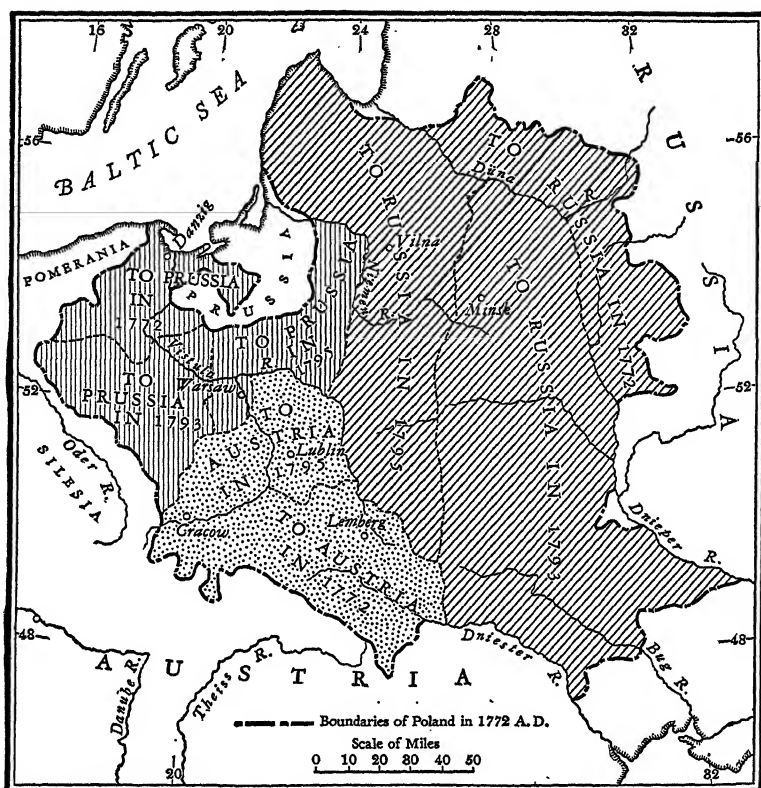 16 20 24 28 32
RUSSIA
BALTIC SEA
56
56
TO RUSSIA IN 1772
Düna R.
TO RUSSIA IN 1795
Danzig
POMERANIA
TO PRUSSIA IN 1772
PRUSSIA
Vilna
TO RUSSIA IN 1793
Minsk
R.
TO PRUSSIA IN 1795
Vistula
Warsaw
52
52
TO PRUSSIA IN 1793
TO AUSTRIA IN 1795
Lublin
Oder R.
SILESIA
Cracow
Lemberg
TO AUSTRIA IN 1772
Dnieper R.
48
48
Dniester R.
Bug R.
AUSTRIA
Danube R.
Theiss R.
Boundaries of Poland in 1772 A.D.
Scale of Miles
0 10 20 30 40 50
20
32